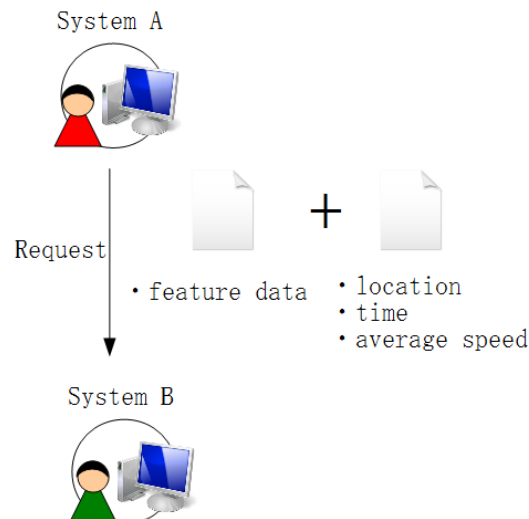 System A
Request
+
・feature data
・location
・time
・average speed
System B